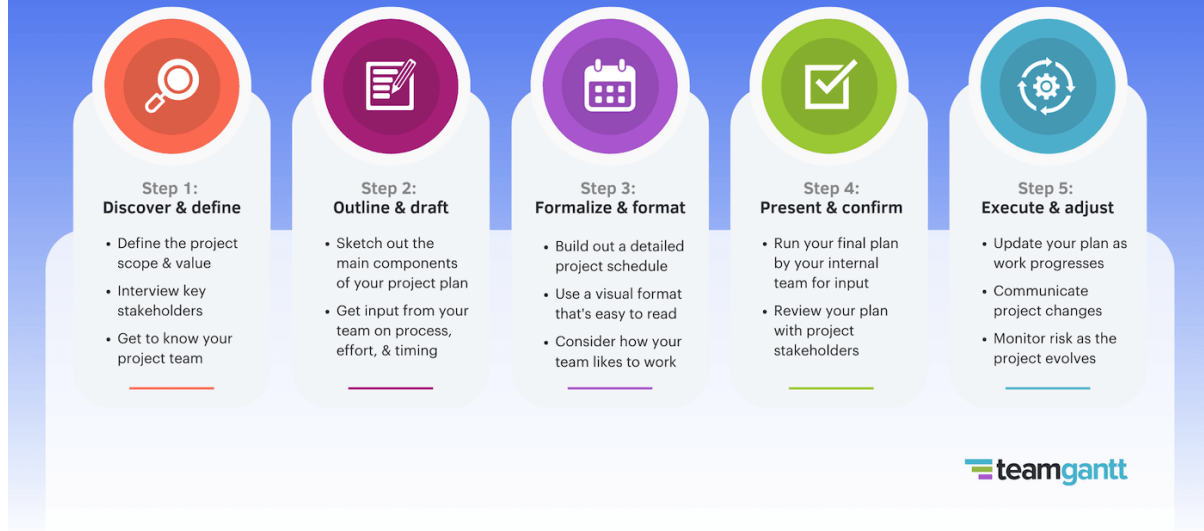 Step 1:
Discover & define
• Define the project
scope & value
• Interview key
stakeholders
• Get to know your
project team
Step 2:
Outline & draft
• Sketch out the
main components
of your project plan
• Get input from your
team on process,
effort, & timing
Step 3:
Formalize & format
• Build out a detailed
project schedule
• Use a visual format
that's easy to read
• Consider how your
team likes to work
Step 4:
Present & confirm
• Run your final plan
by your internal
team for input
• Review your plan
with project
stakeholders
Step 5:
Execute & adjust
• Update your plan as
work progresses
• Communicate
project changes
• Monitor risk as the
project evolves
teamgantt